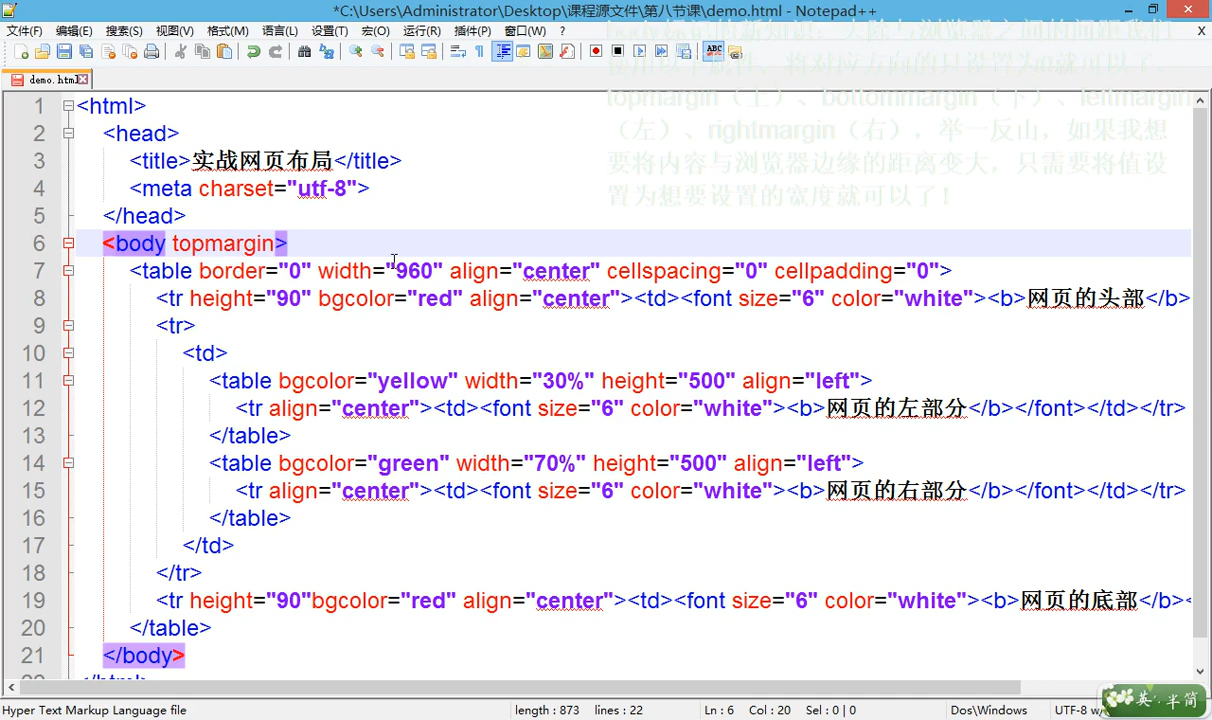 *C:\Users\Administrator\Desktop\课程源文件\第八节课\demo.html - Notepad++
文件(F) 编辑(E) 搜索(S) 视图(V) 格式(M) 语言(L) 设置(T) 宏(O) 运行(R) 插件(P) 窗口(W) ? X
demo.html
1 <html>
2 <head>
3 <title>实战网页布局</title>
4 <meta charset="utf-8">
5 </head>
6 <body topmargin>
7 <table border="0" width="960" align="center" cellspacing="0" cellpadding="0">
8 <tr height="90" bgcolor="red" align="center"><td><font size="6" color="white"><b>网页的头部</b>
9 <tr>
10 <td>
11 <table bgcolor="yellow" width="30%" height="500" align="left">
12 <tr align="center"><td><font size="6" color="white"><b>网页的左部分</b></font></td></tr>
13 </table>
14 <table bgcolor="green" width="70%" height="500" align="left">
15 <tr align="center"><td><font size="6" color="white"><b>网页的右部分</b></font></td></tr>
16 </table>
17 </td>
18 </tr>
19 <tr height="90"bgcolor="red" align="center"><td><font size="6" color="white"><b>网页的底部</b><
20 </table>
21 </body>
topmargin（上）、bottommargin（下）、leftmargin
（左）、rightmargin（右），举一反山，如果我想
要将内容与浏览器边缘的距离变大，只需要将值设
置为想要设置的宽度就可以了！
Hyper Text Markup Language file length : 873 lines : 22 Ln : 6 Col : 20 Sel : 0 | 0 Dos\Windows UTF-8 w/
英 半 简